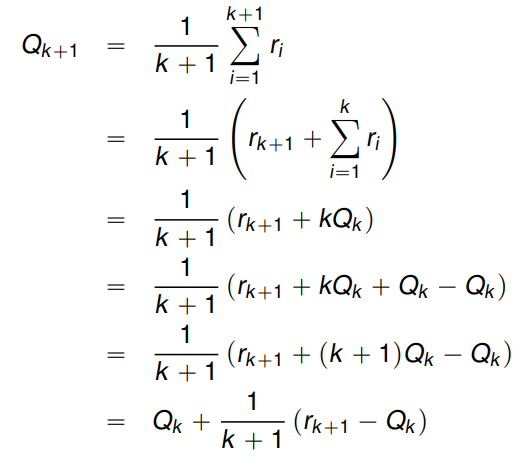 $Q_{k+1} = \frac{1}{k+1} \sum_{i=1}^{k+1} r_i$
$= \frac{1}{k+1} \left( r_{k+1} + \sum_{i=1}^{k} r_i \right)$
$= \frac{1}{k+1} (r_{k+1} + kQ_k)$
$= \frac{1}{k+1} (r_{k+1} + kQ_k + Q_k - Q_k)$
$= \frac{1}{k+1} (r_{k+1} + (k+1)Q_k - Q_k)$
$= Q_k + \frac{1}{k+1} (r_{k+1} - Q_k)$